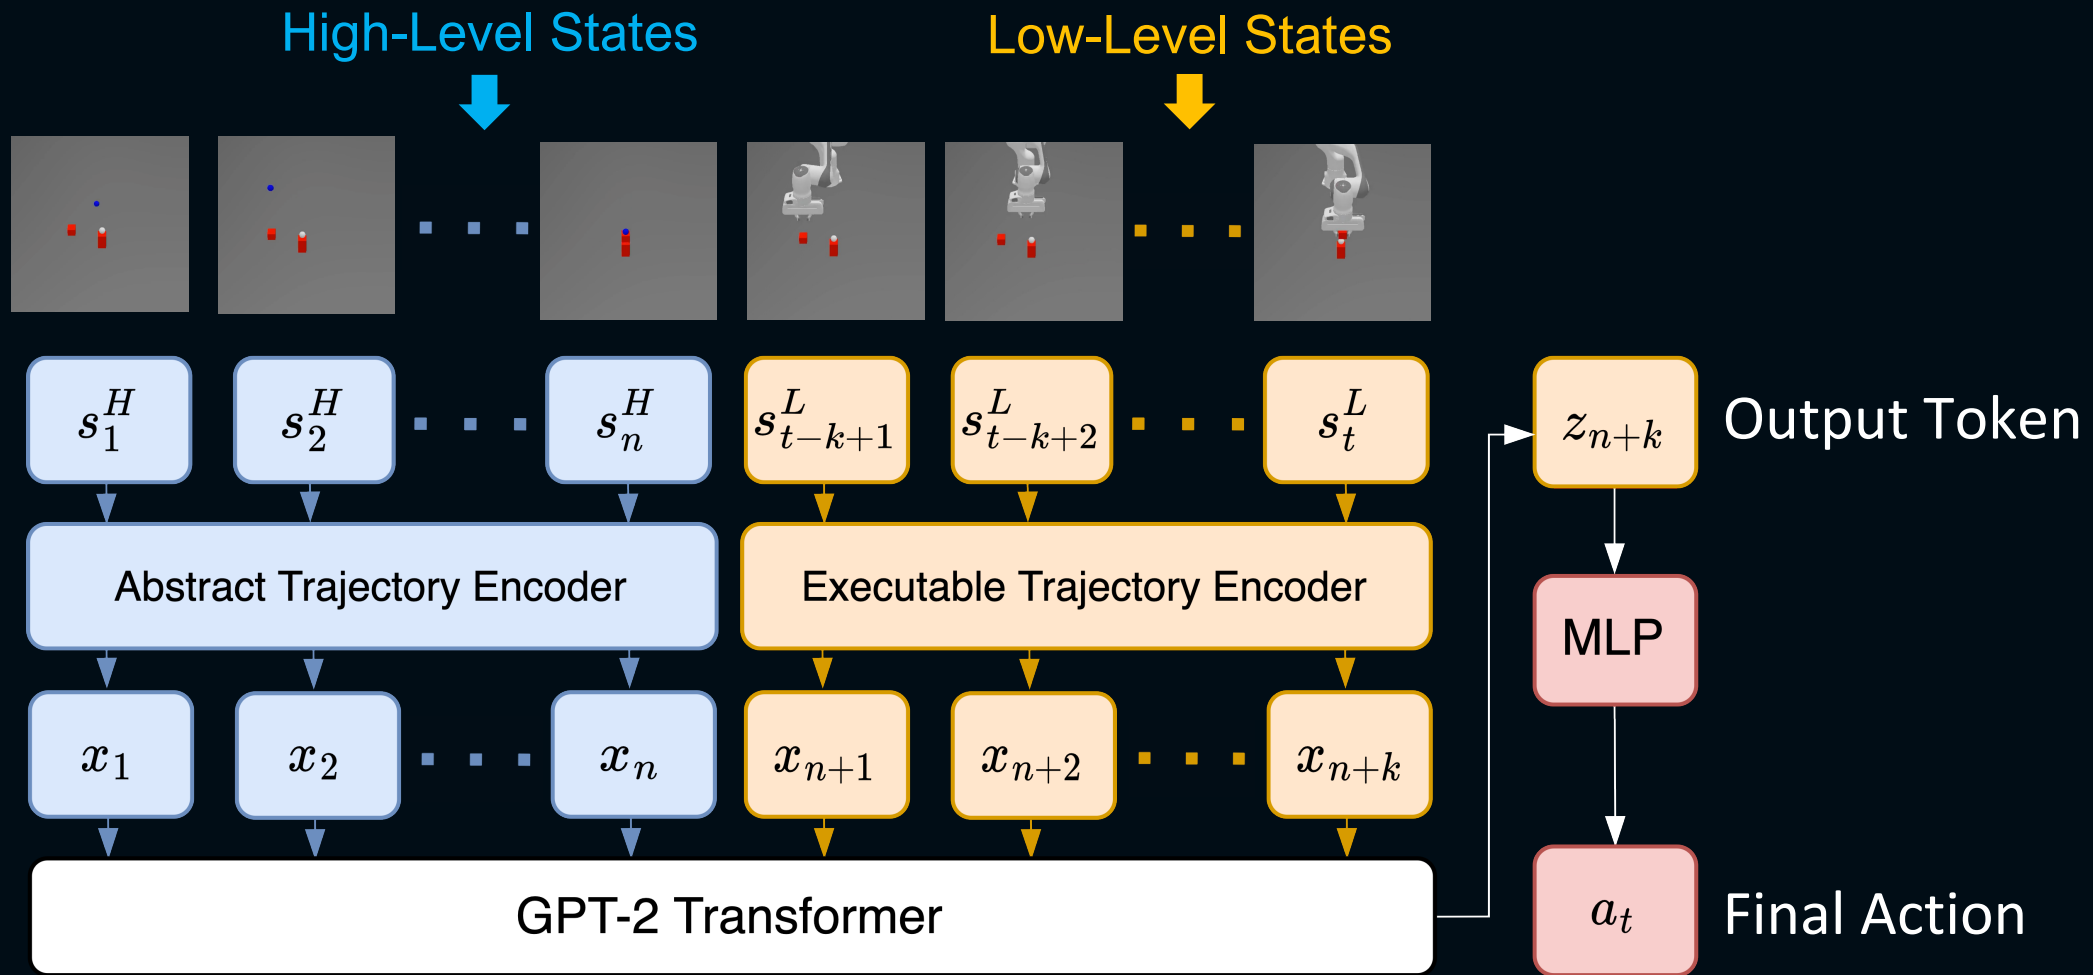 High-Level States
Low-Level States
s_1^H
s_2^H
s_n^H
s_{t-k+1}^L
s_{t-k+2}^L
s_t^L
z_{n+k}
Output Token
Abstract Trajectory Encoder
Executable Trajectory Encoder
MLP
x_1
x_2
x_n
x_{n+1}
x_{n+2}
x_{n+k}
GPT-2 Transformer
a_t
Final Action